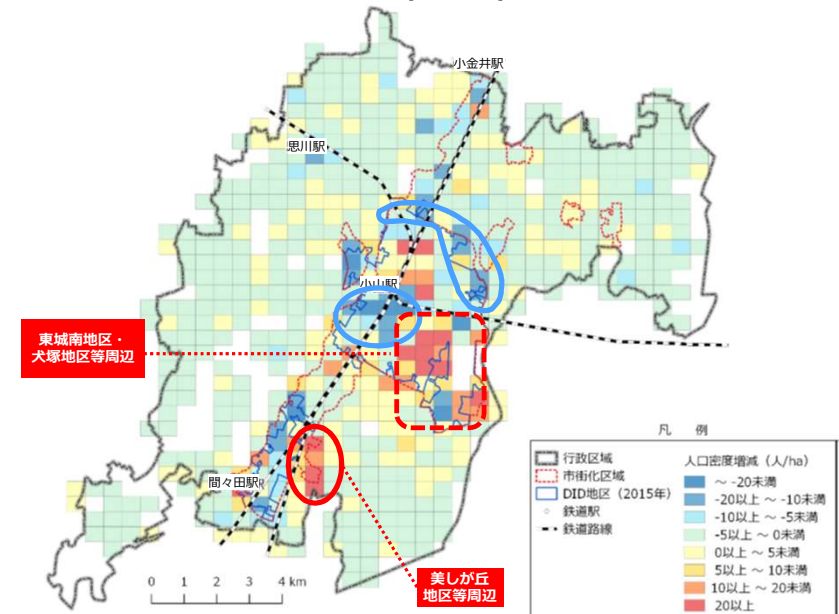 小金井駅
思川駅
小山駅
東城南地区・
犬塚地区等周辺
間々田駅
美しが丘
地区等周辺
0 1 2 3 4 km
凡 例
行政区域
市街化区域
DID地区（2015年）
鉄道駅
鉄道路線
人口密度増減（人/ha）
～ -20未満
-20以上 ～ -10未満
-10以上 ～ -5未満
-5以上 ～ 0未満
0以上 ～ 5未満
5以上 ～ 10未満
10以上 ～ 20未満
20以上